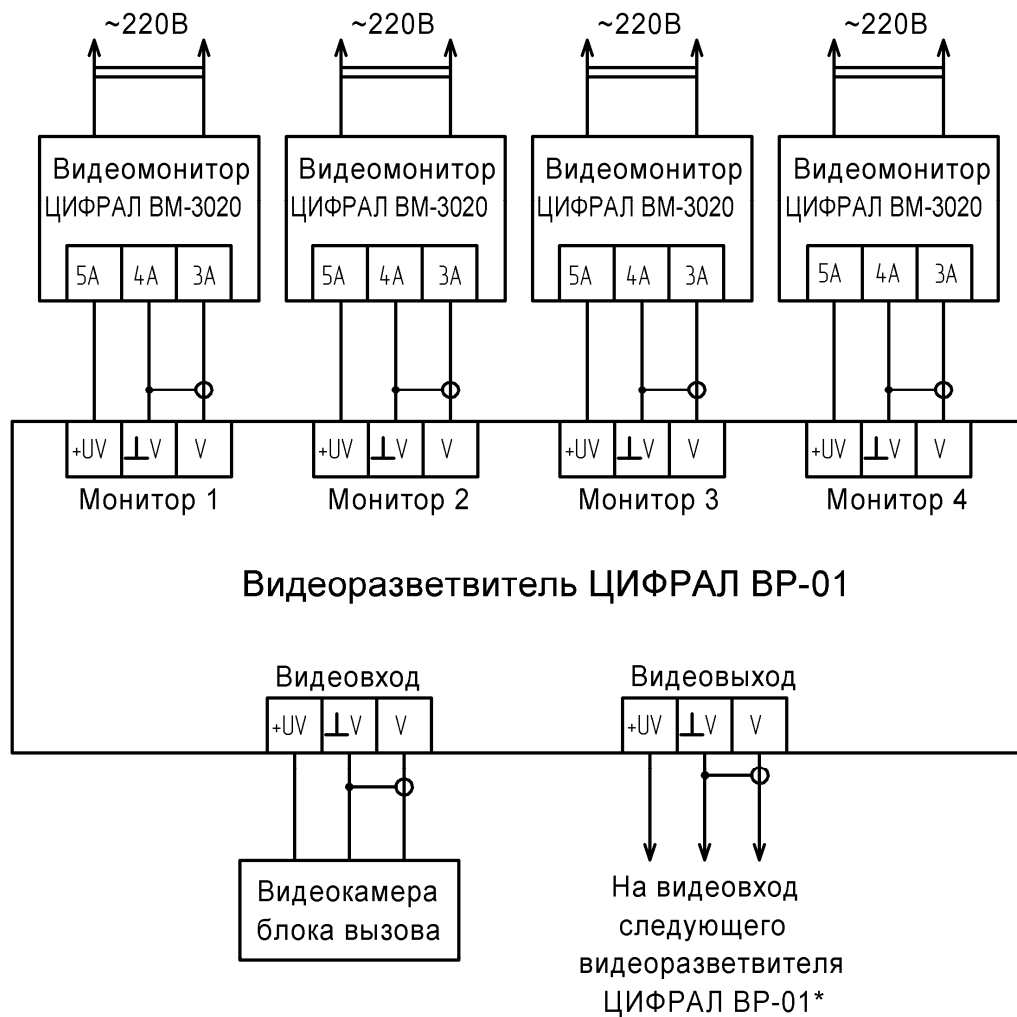 ~220В ~220В ~220В ~220В
Видеомонитор Видеомонитор Видеомонитор Видеомонитор
ЦИФРАЛ ВМ-3020 ЦИФРАЛ ВМ-3020 ЦИФРАЛ ВМ-3020 ЦИФРАЛ ВМ-3020
5А 4А 3А 5А 4А 3А 5А 4А 3А 5А 4А 3А
+UV ⊥V V +UV ⊥V V +UV ⊥V V +UV ⊥V V
Монитор 1 Монитор 2 Монитор 3 Монитор 4
Видеоразветвитель ЦИФРАЛ ВР-01
Видеовход Видеовыход
+UV ⊥V V +UV ⊥V V
Видеокамера
блока вызова
На видеовход
следующего
видеоразветвителя
ЦИФРАЛ ВР-01*